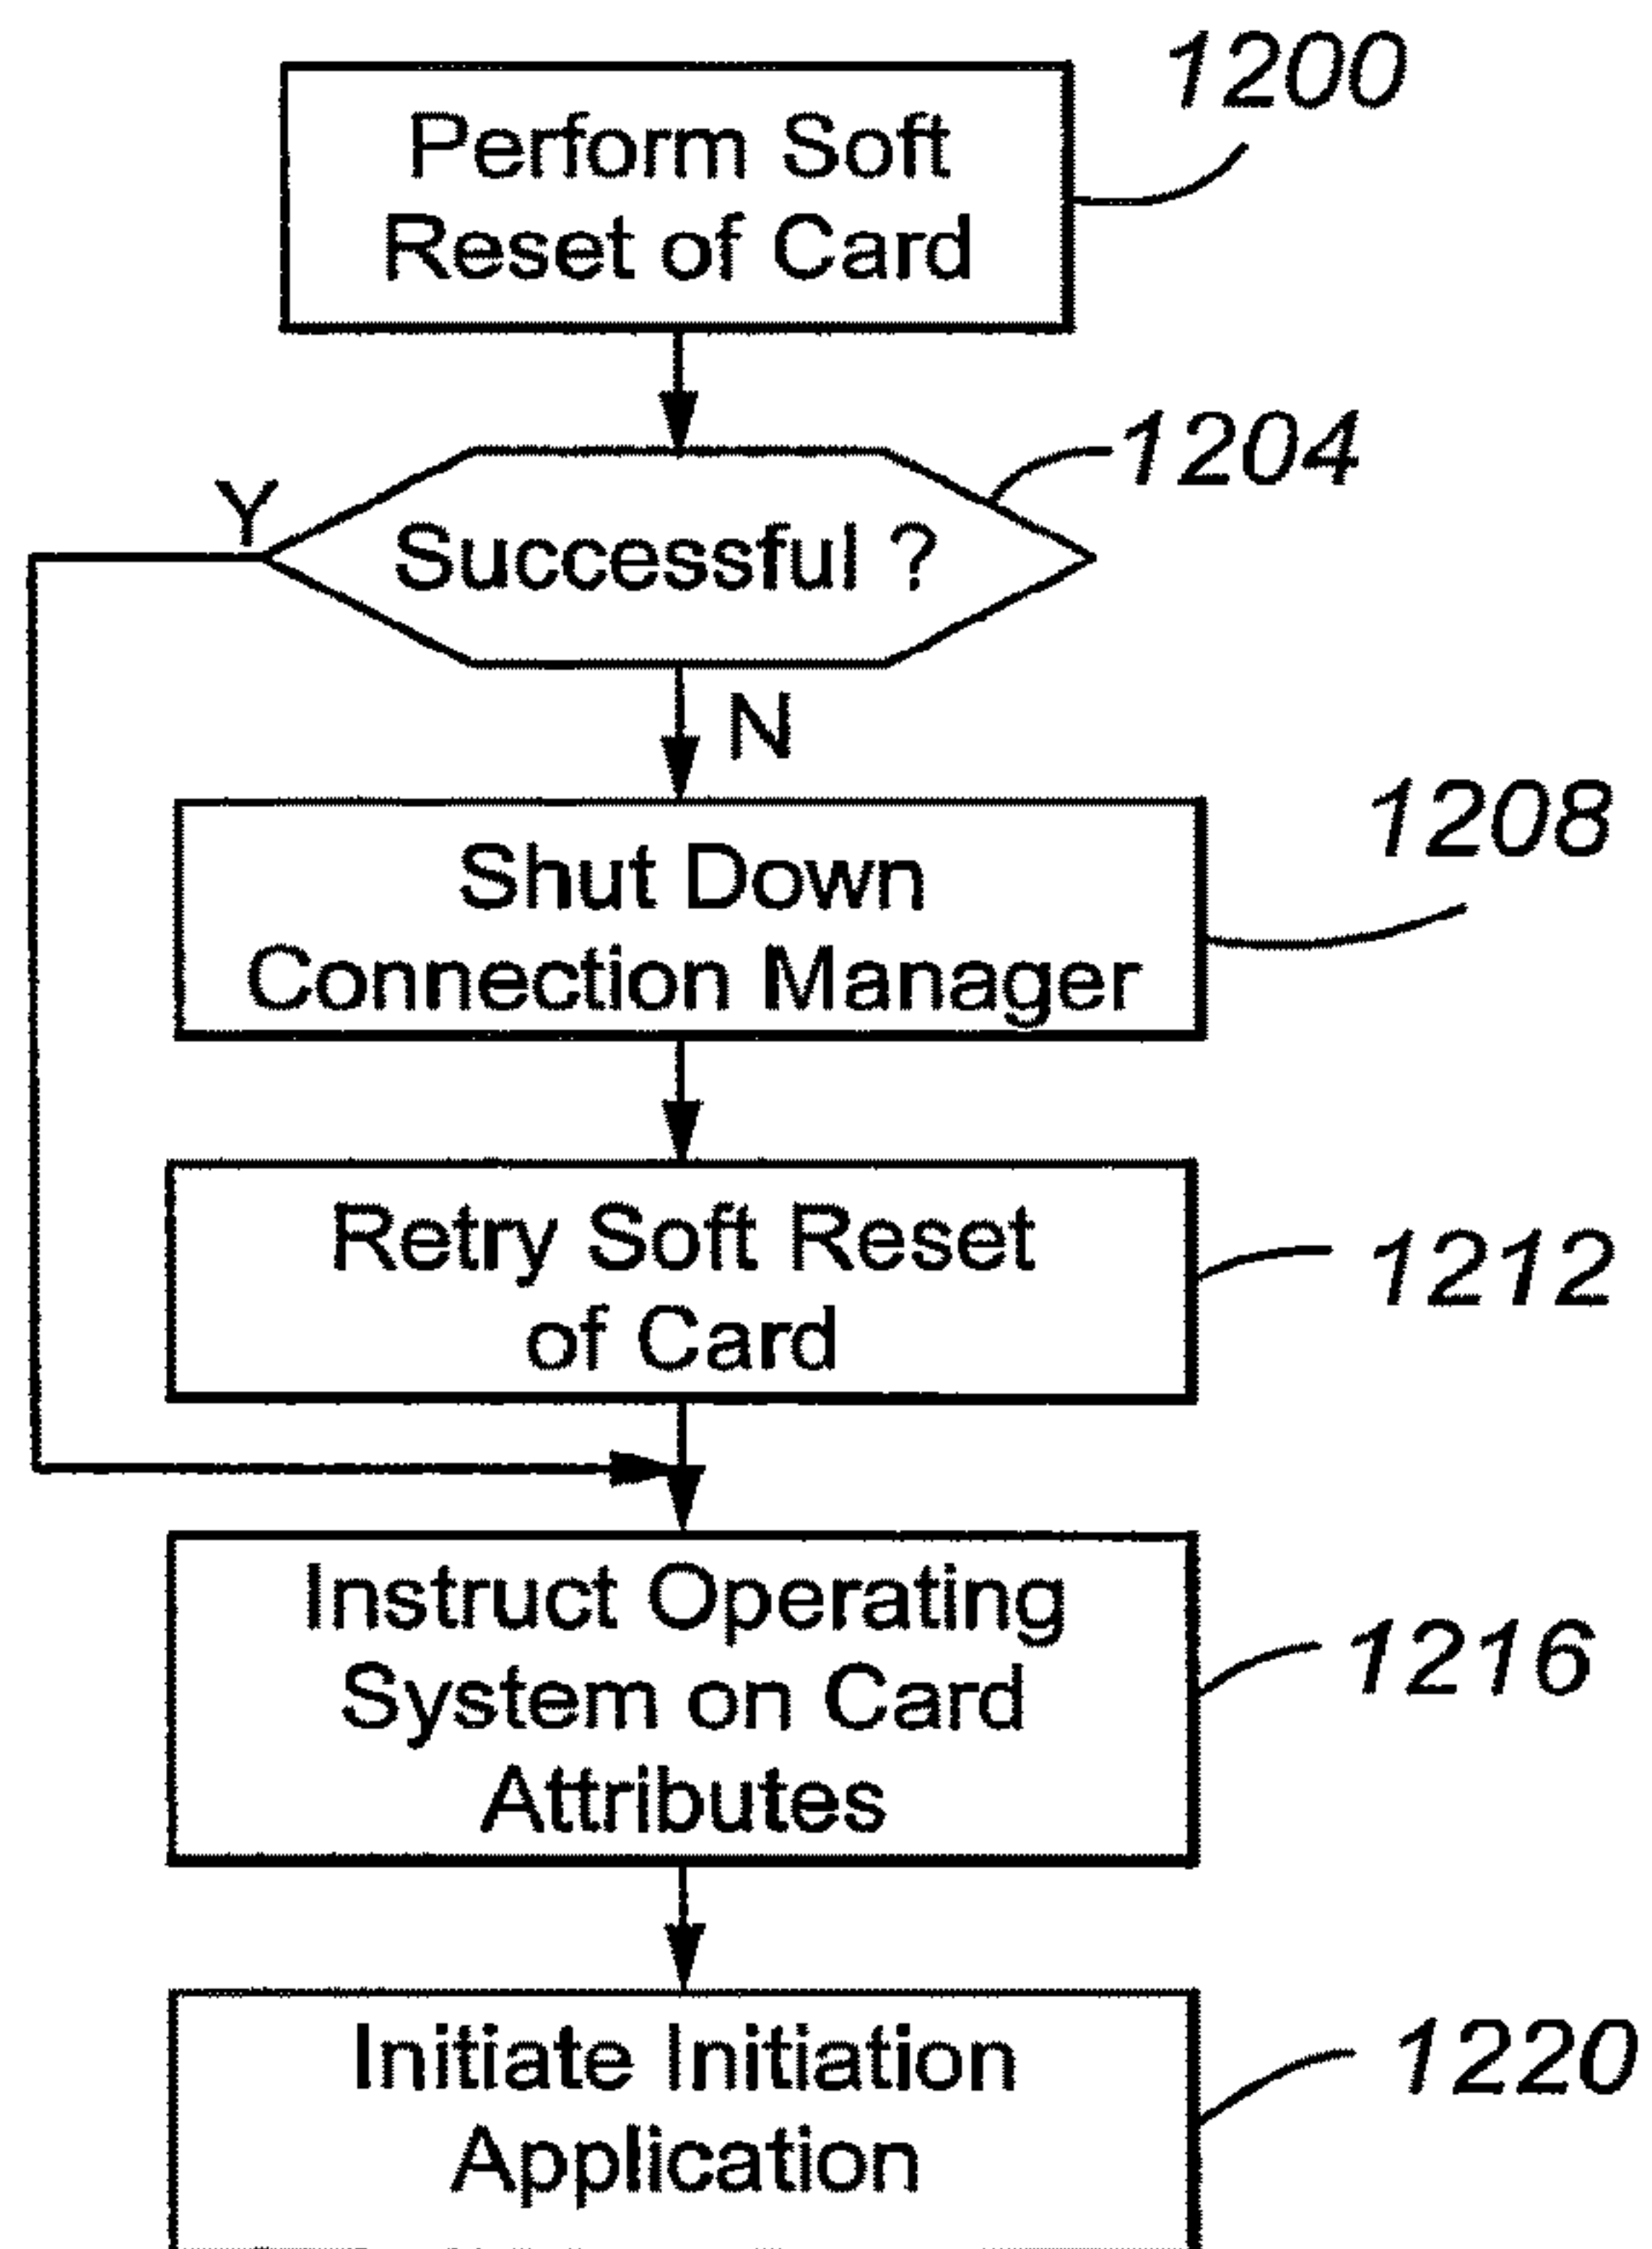 1200
Perform Soft
Reset of Card
1204
Y
Successful ?
N
1208
Shut Down
Connection Manager
Retry Soft Reset
of Card
1212
Instruct Operating
System on Card
Attributes
1216
Initiate Initiation
Application
1220